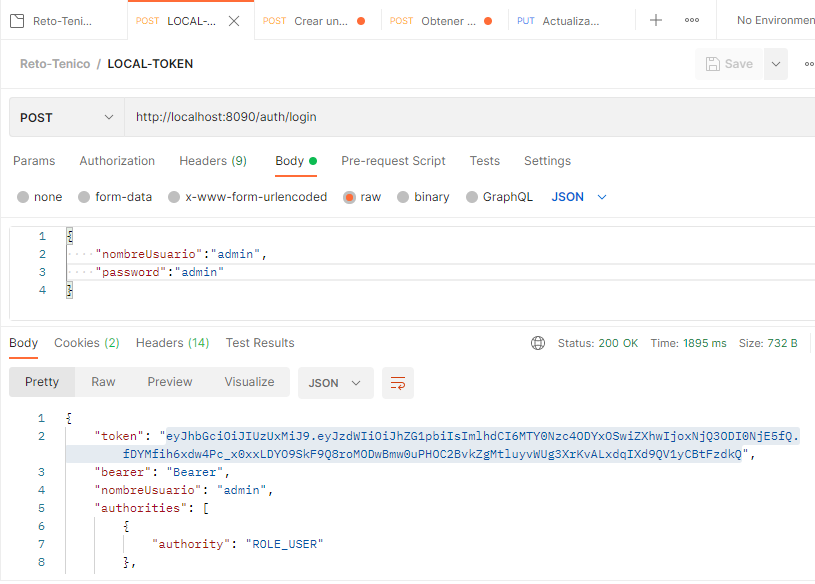 Reto-Teni... POST LOCAL-... POST Crear un... POST Obtener ... PUT Actualiza... No Environmen
Reto-Tenico / LOCAL-TOKEN Save
POST http://localhost:8090/auth/login
Params Authorization Headers (9) Body Pre-request Script Tests Settings
none form-data x-www-form-urlencoded raw binary GraphQL JSON
1 {
2 "nombreUsuario":"admin",
3 "password":"admin"
4 }
Body Cookies (2) Headers (14) Test Results Status: 200 OK Time: 1895 ms Size: 732 B
Pretty Raw Preview Visualize JSON
1 {
2 "token": "eyJhbGciOiJIUzUxMiJ9.eyJzdWIiOiJhZG1pbiIsImlhdCI6MTY0Nzc4ODYxOSwiZXhwIjoxNjQ3ODI0NjE5fQ.
fDYMfih6xdw4Pc_x0xxLDYO9SkF9Q8roMODwBmw0uPHOC2BvkZgMtluyvWUg3XrKvALxdqIXd9QV1yCBtFzdkQ",
3 "bearer": "Bearer",
4 "nombreUsuario": "admin",
5 "authorities": [
6 {
7 "authority": "ROLE_USER"
8 },